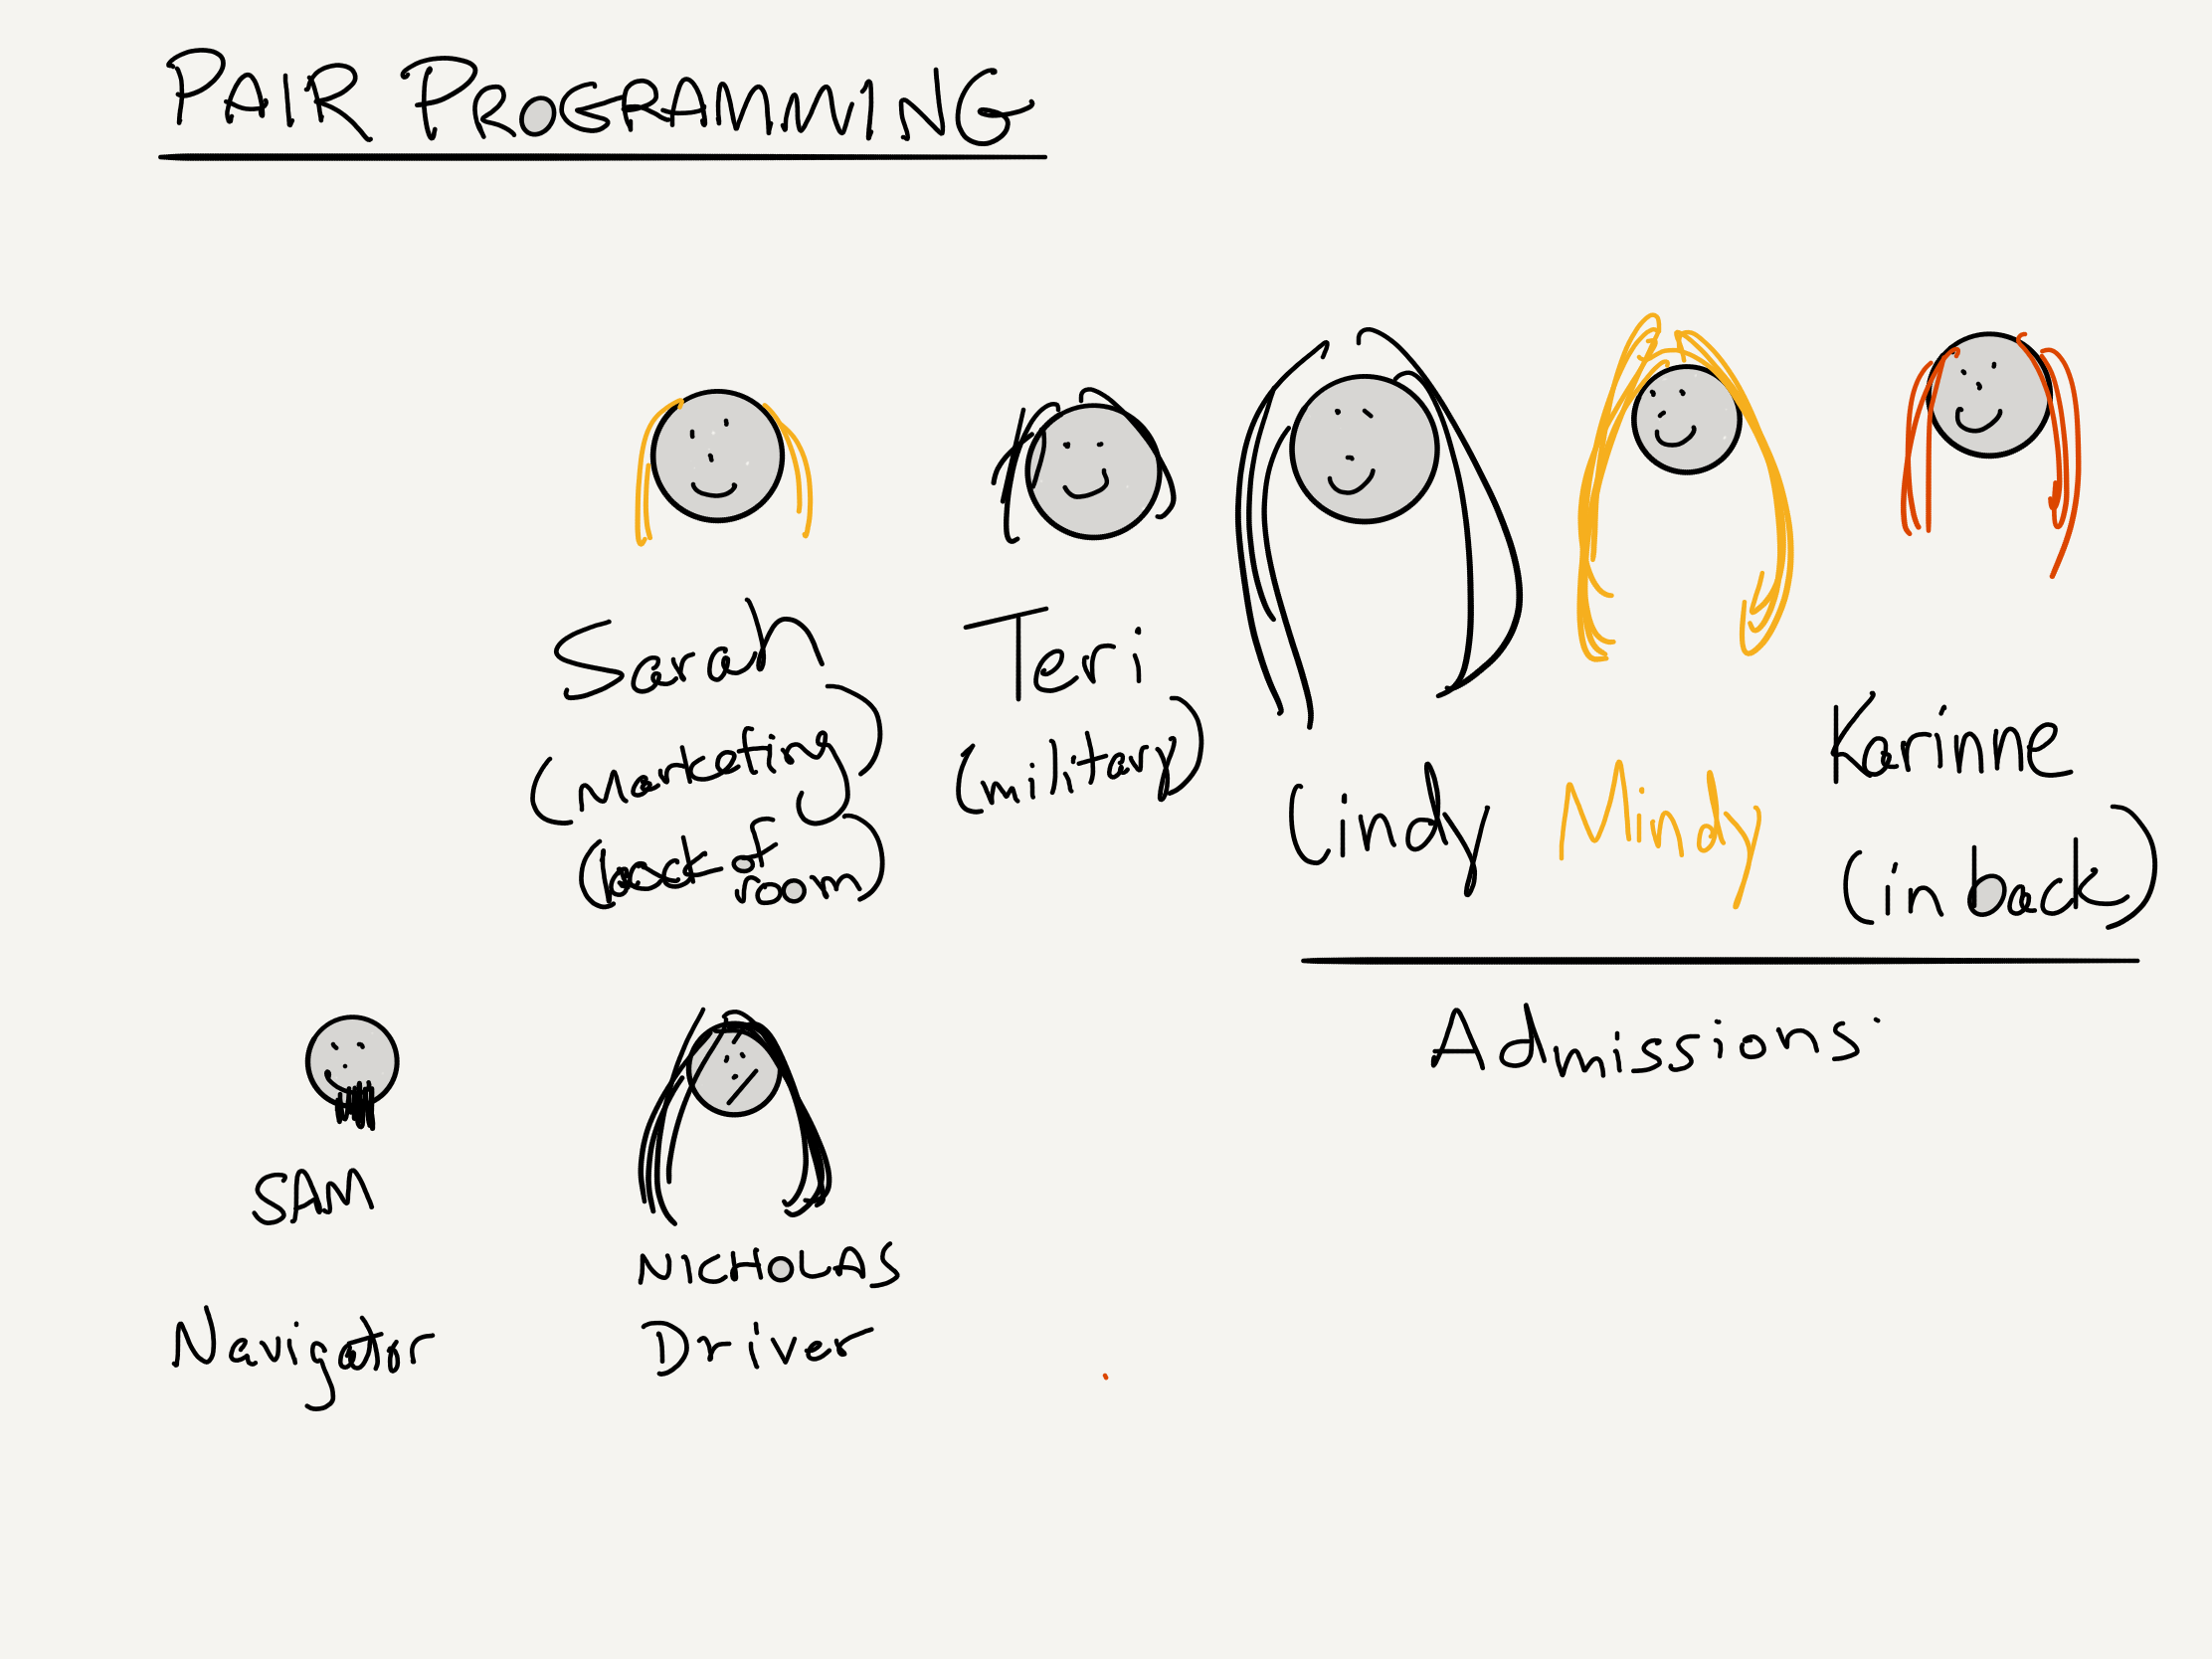 PAIR PROGRAMMING
Sarah
(marketing)
(back of
room)
Teri
(military)
Cindy
Mindy
Karinne
(in back)
Admissions
SAM
Navigator
NICHOLAS
Driver